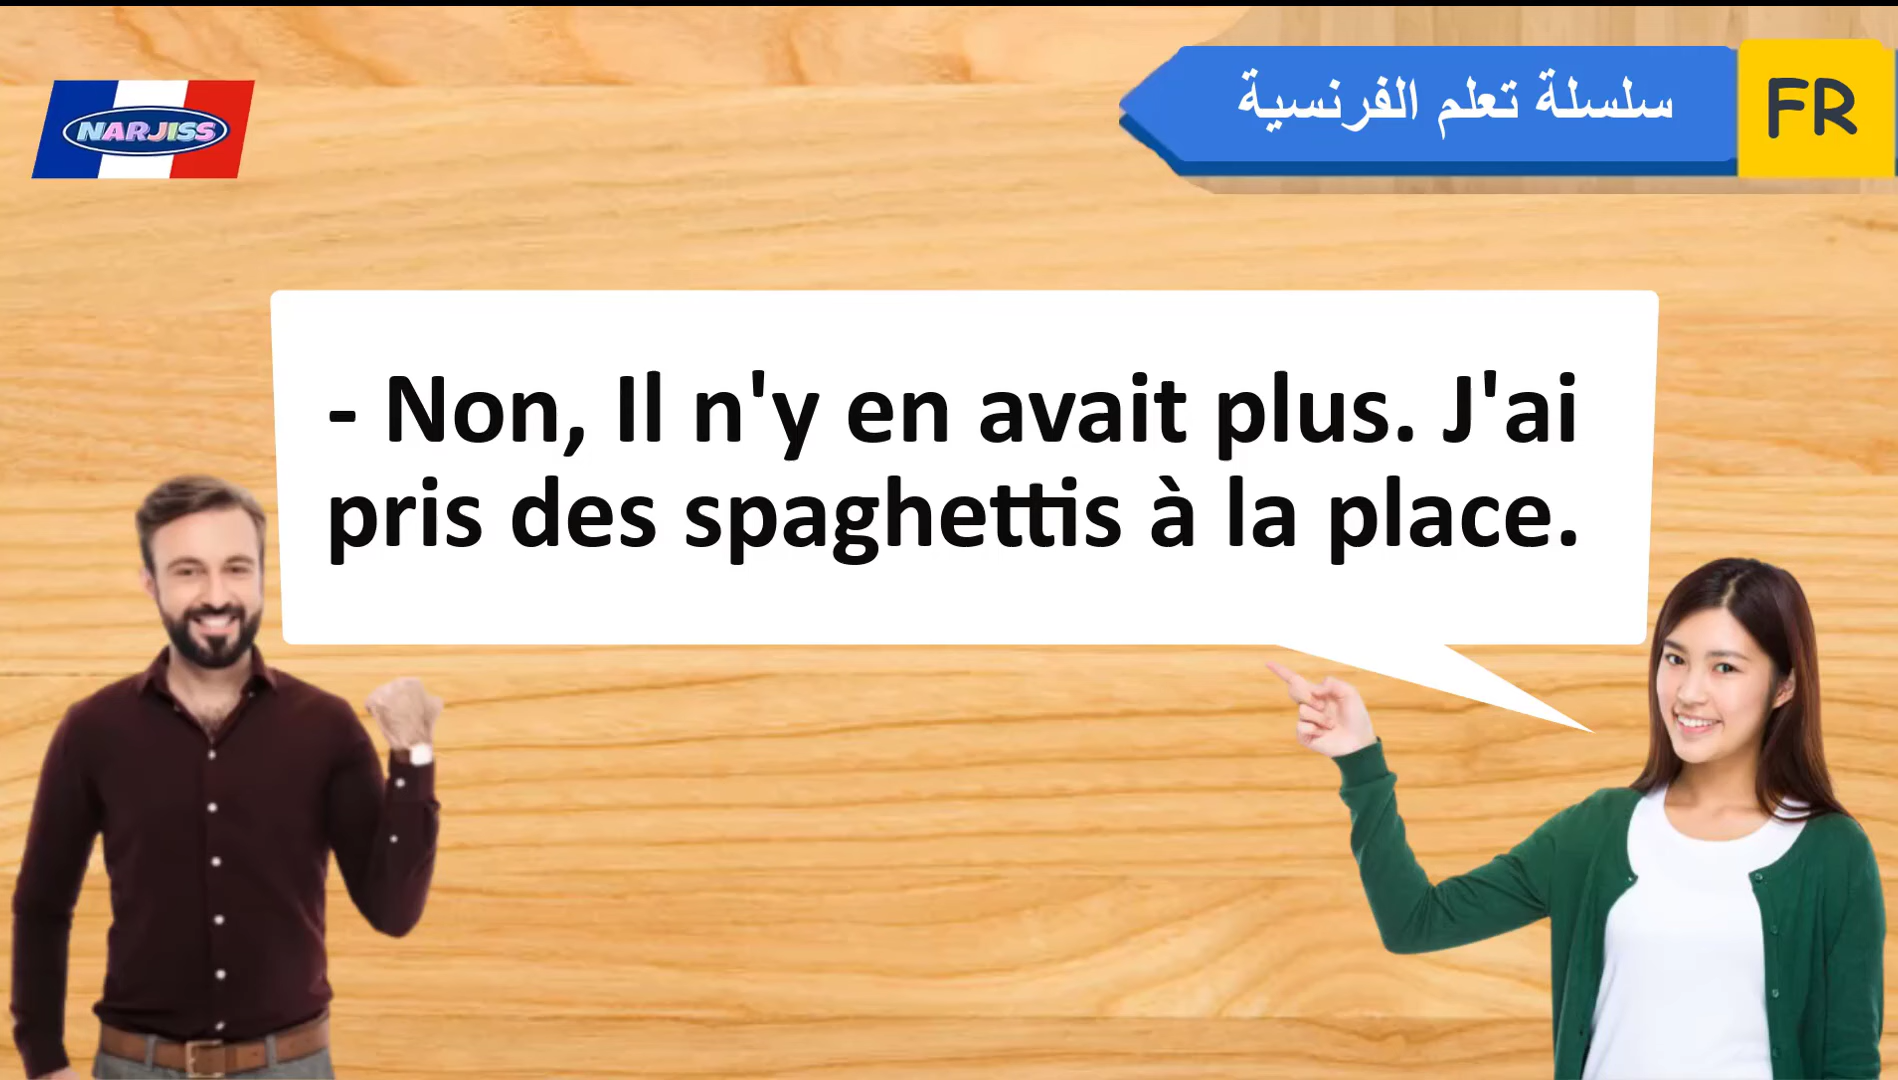 NARJISS
سلسلة تعلم الفرنسية
FR
- Non, Il n'y en avait plus. J'ai
pris des spaghettis à la place.